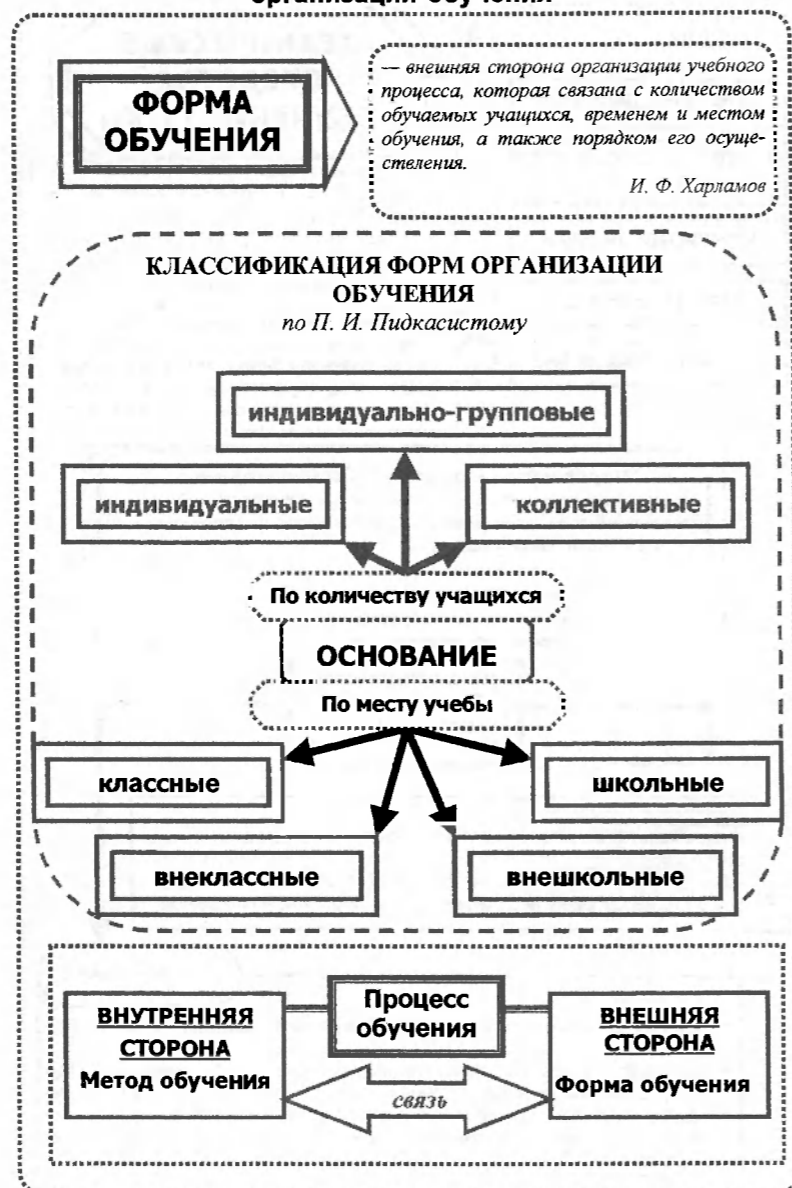 организации обучения
ФОРМА
ОБУЧЕНИЯ
— внешняя сторона организации учебного
процесса, которая связана с количеством
обучаемых учащихся, временем и местом
обучения, а также порядком его осуще-
ствления.
И. Ф. Харламов
КЛАССИФИКАЦИЯ ФОРМ ОРГАНИЗАЦИИ
ОБУЧЕНИЯ
по П. И. Пидкасистому
индивидуально-групповые
индивидуальные
коллективные
По количеству учащихся
ОСНОВАНИЕ
По месту учебы
классные
школьные
внеклассные
внешкольные
Процесс
обучения
ВНУТРЕННЯЯ
СТОРОНА
Метод обучения
связь
ВНЕШНЯЯ
СТОРОНА
Форма обучения